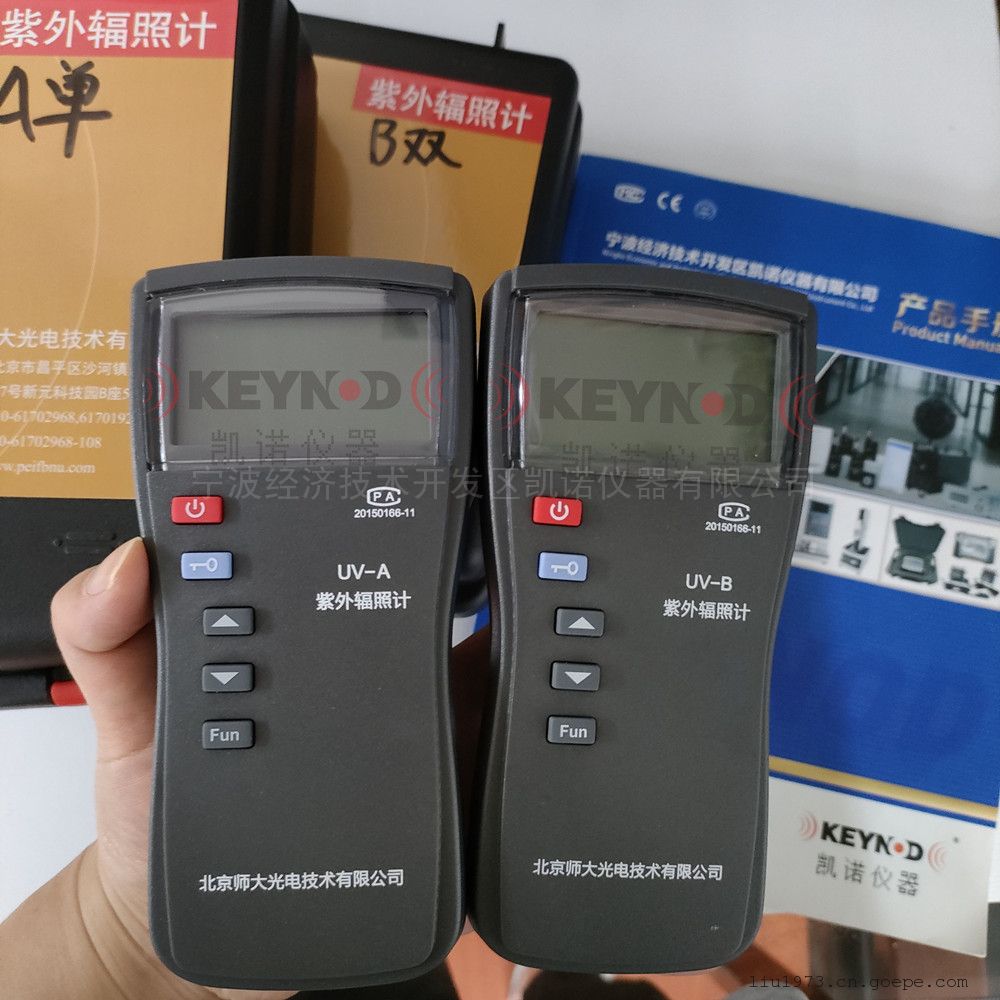 紫外辐照计
A单
紫外辐照计
B双
CE
宁波经济技术开发区凯诺仪器有限公司
产品手册
Product Manual
大光电技术有限
北京市昌平区沙河镇
7号新元科技园B座5
0-61702968,6170192
0-61702968-108
www.pcifbnu.com
KEYNOD
凯诺仪器
KEYNOD
凯诺仪器
宁波经济技术开发区凯诺仪器有限公司
CPA
20150166-11
UV-A
紫外辐照计
Fun
北京师大光电技术有限公司
CPA
20150166-11
UV-B
紫外辐照计
Fun
北京师大光电技术有限公司
KEYNOD
凯诺仪器
liu1973.cn.goepe.com